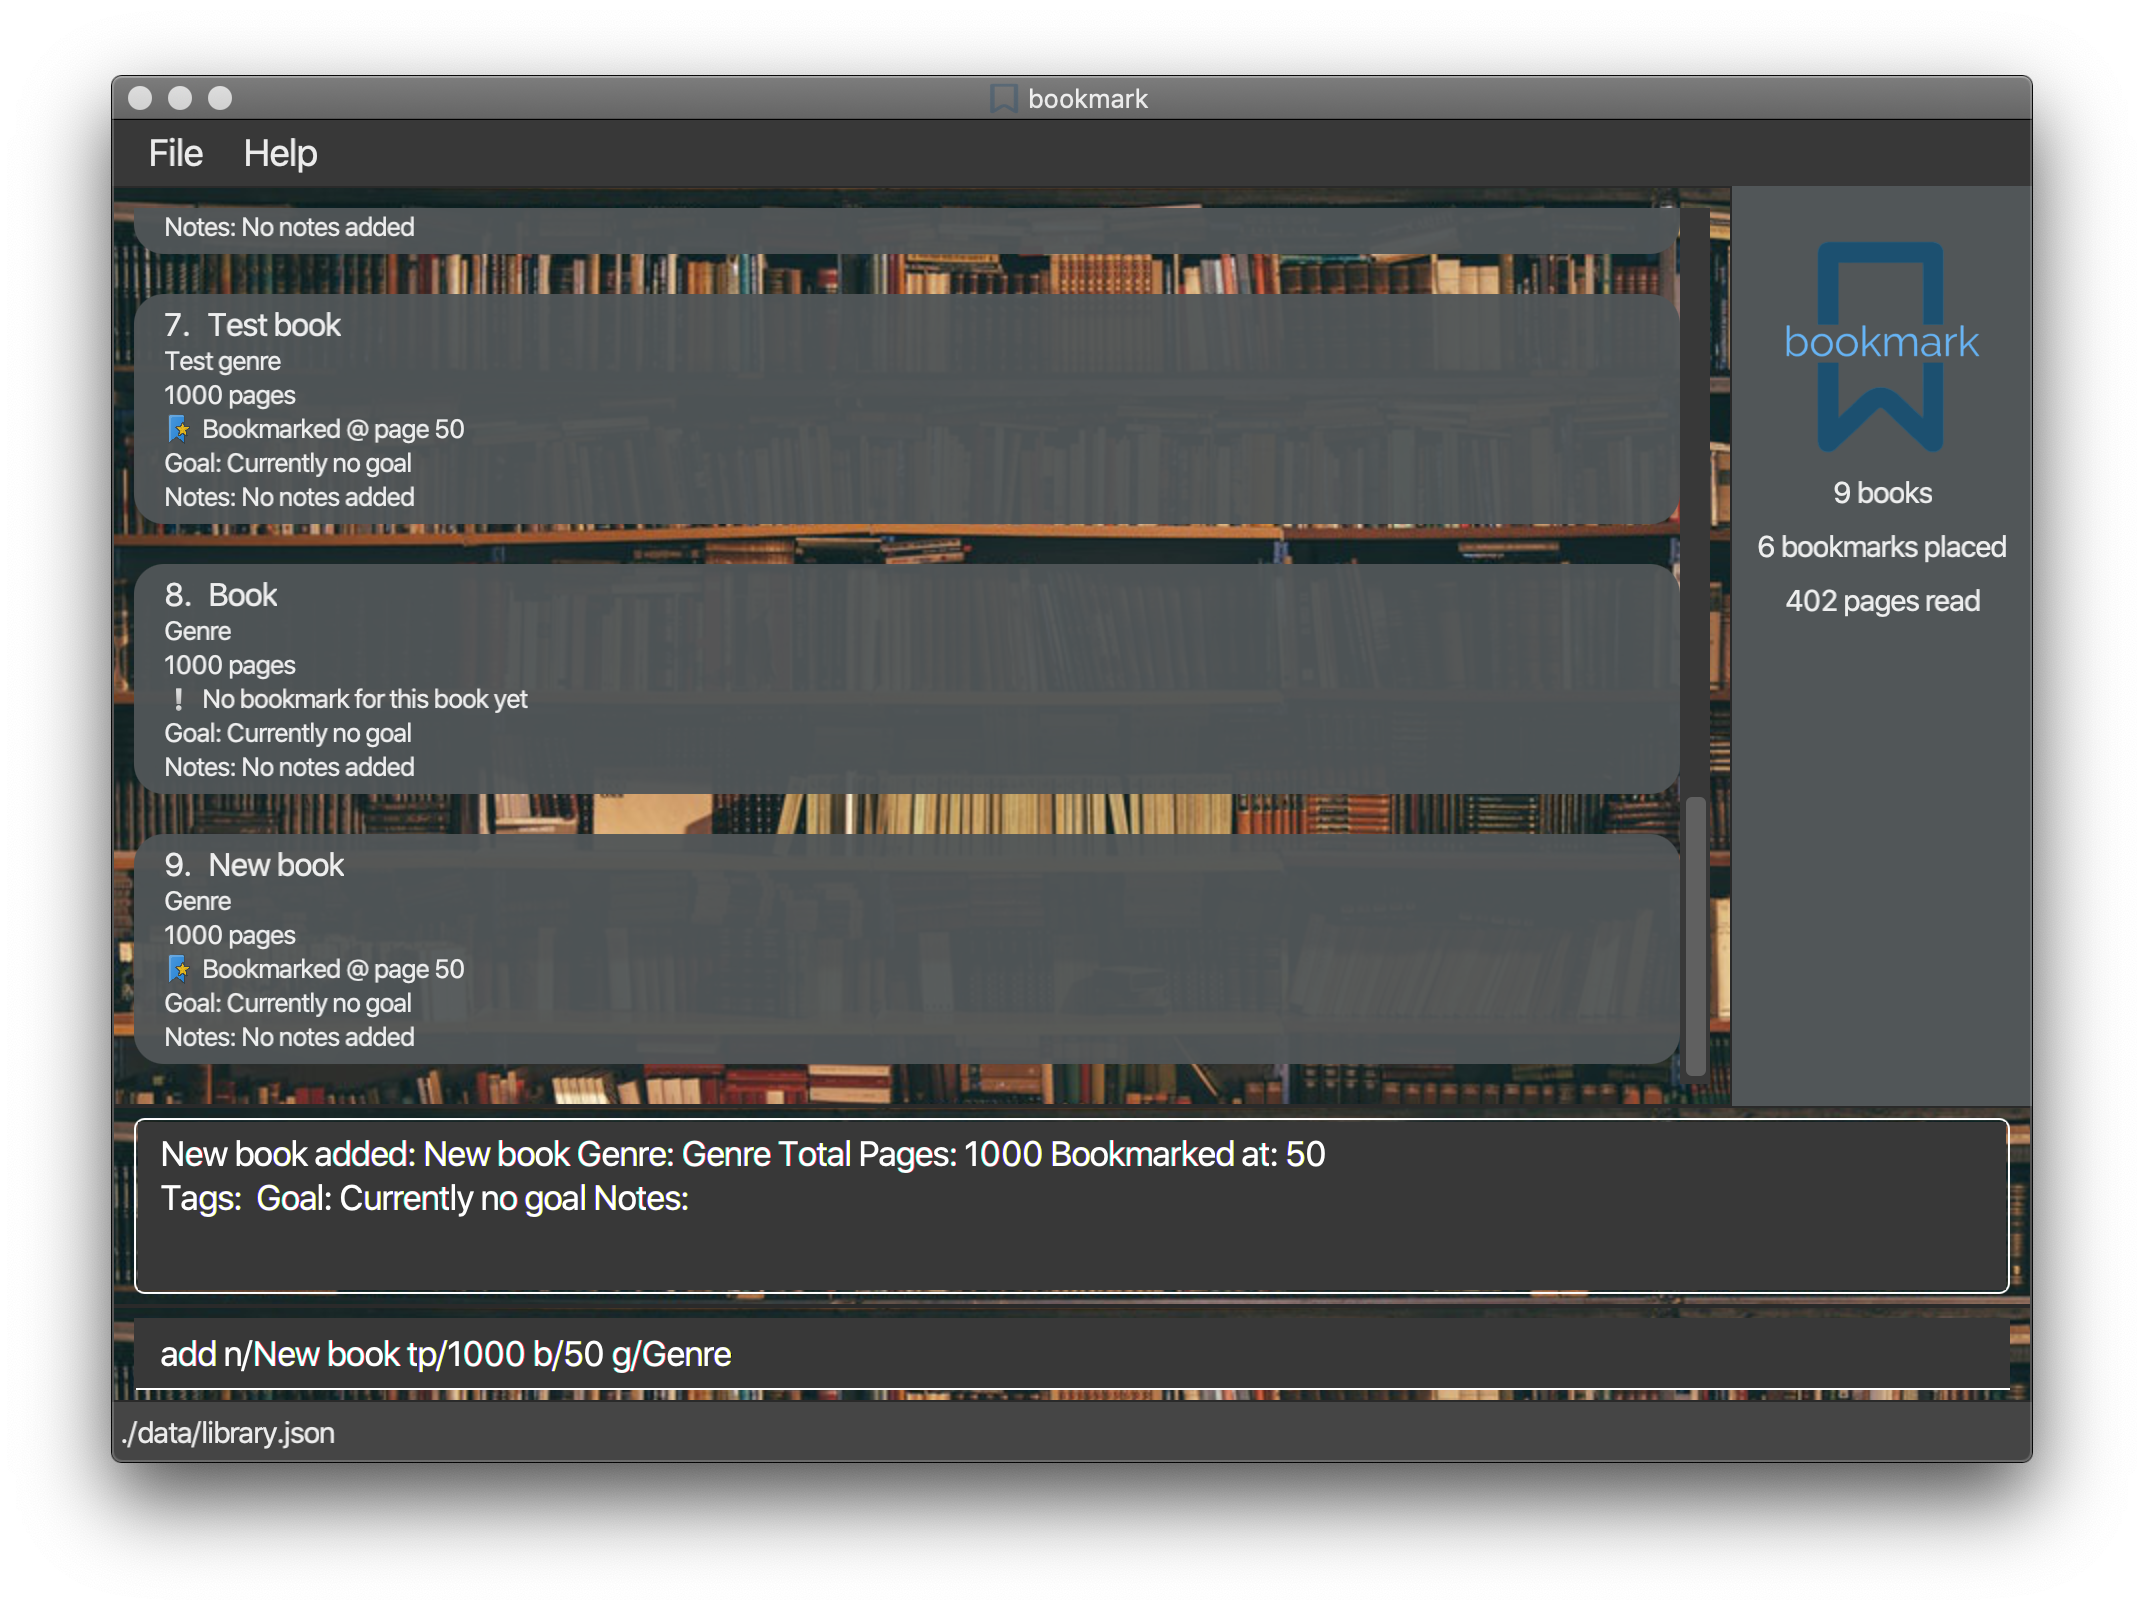 bookmark
File Help
Notes: No notes added
7. Test book
Test genre
1000 pages
Bookmarked @ page 50
Goal: Currently no goal
Notes: No notes added
8. Book
Genre
1000 pages
No bookmark for this book yet
Goal: Currently no goal
Notes: No notes added
9. New book
Genre
1000 pages
Bookmarked @ page 50
Goal: Currently no goal
Notes: No notes added
bookmark
9 books
6 bookmarks placed
402 pages read
New book added: New book Genre: Genre Total Pages: 1000 Bookmarked at: 50
Tags:  Goal: Currently no goal Notes:
add n/New book tp/1000 b/50 g/Genre
./data/library.json